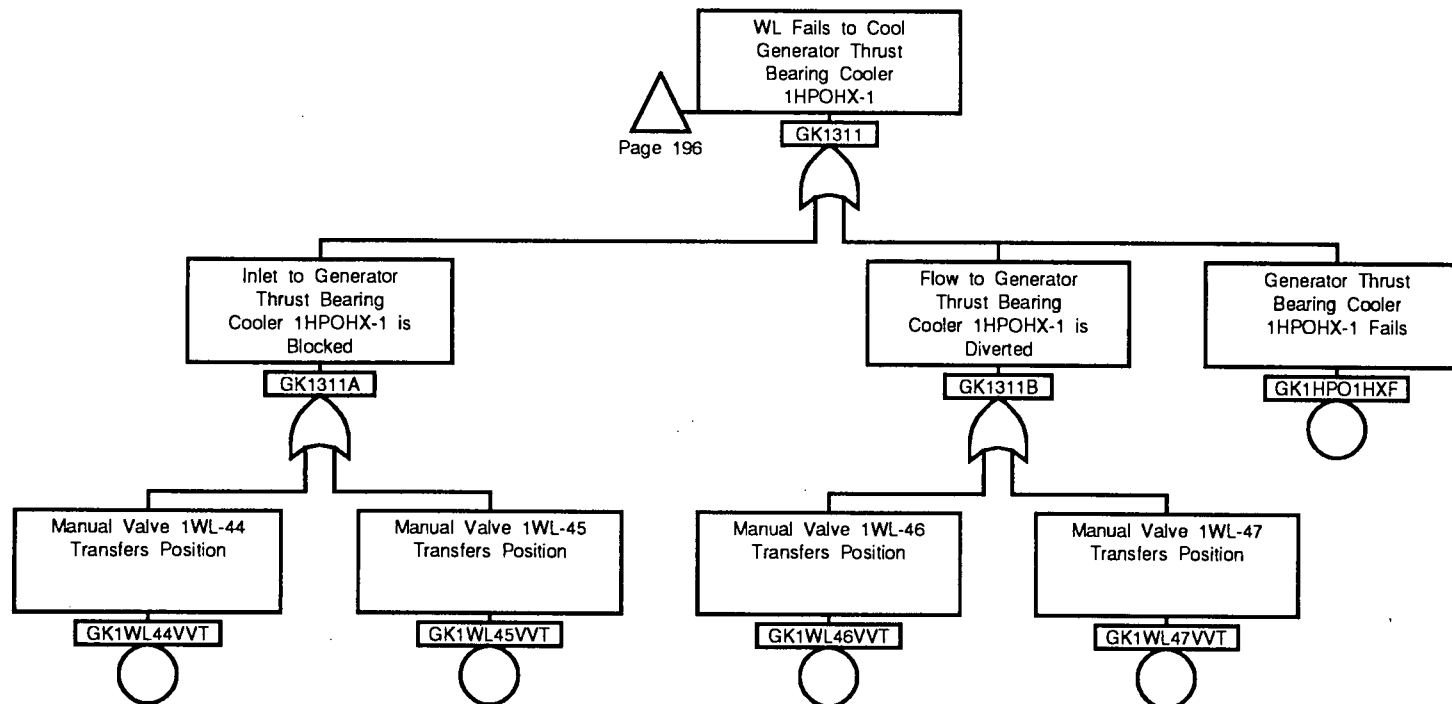 WL Fails to Cool
Generator Thrust
Bearing Cooler
1HPOHX-1
Page 196
GK1311
Inlet to Generator
Thrust Bearing
Cooler 1HPOHX-1 is
Blocked
GK1311A
Flow to Generator
Thrust Bearing
Cooler 1HPOHX-1 is
Diverted
GK1311B
Generator Thrust
Bearing Cooler
1HPOHX-1 Fails
GK1HPO1HXF
Manual Valve 1WL-44
Transfers Position
GK1WL44VVT
Manual Valve 1WL-45
Transfers Position
GK1WL45VVT
Manual Valve 1WL-46
Transfers Position
GK1WL46VVT
Manual Valve 1WL-47
Transfers Position
GK1WL47VVT